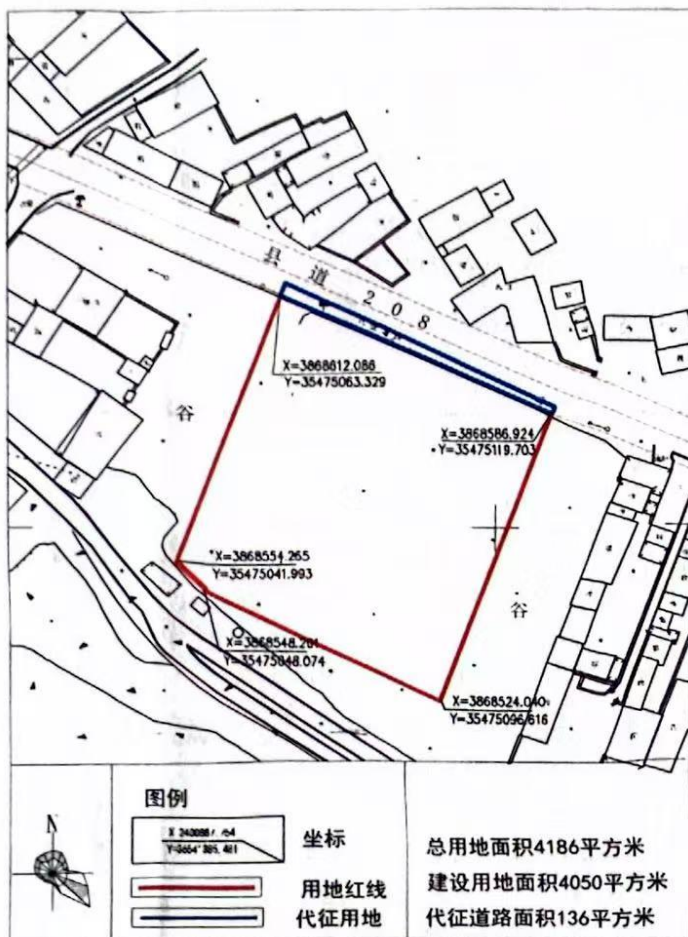 县道208
X=3868612.086
Y=35475063.329
谷
X=3868586.924
Y=35475119.703
X=3868554.265
Y=35475041.993
谷
X=3868548.261
Y=35475048.074
X=3868524.040
Y=35475096.616
N
图例
坐标
用地红线
代征用地
总用地面积4186平方米
建设用地面积4050平方米
代征道路面积136平方米